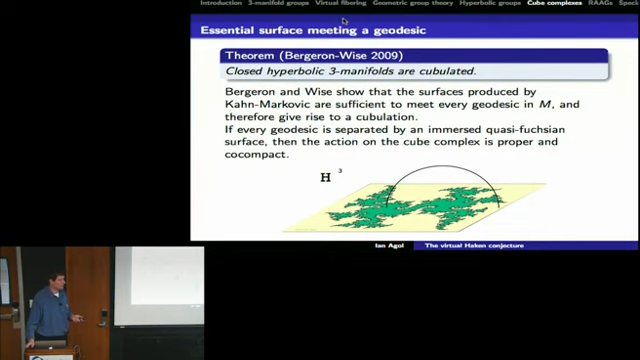 Introduction 3-manifold groups Virtual fibering Geometric group theory Hyperbolic groups Cube complexes RAAGs
Essential surface meeting a geodesic
Theorem (Bergeron-Wise 2009)
Closed hyperbolic 3-manifolds are cubulated.
Bergeron and Wise show that the surfaces produced by
Kahn-Markovic are sufficient to meet every geodesic in M, and
therefore give rise to a cubulation.
If every geodesic is separated by an immersed quasi-fuchsian
surface, then the action on the cube complex is proper and
cocompact.
H 3
Ian Agol The virtual Haken conjecture